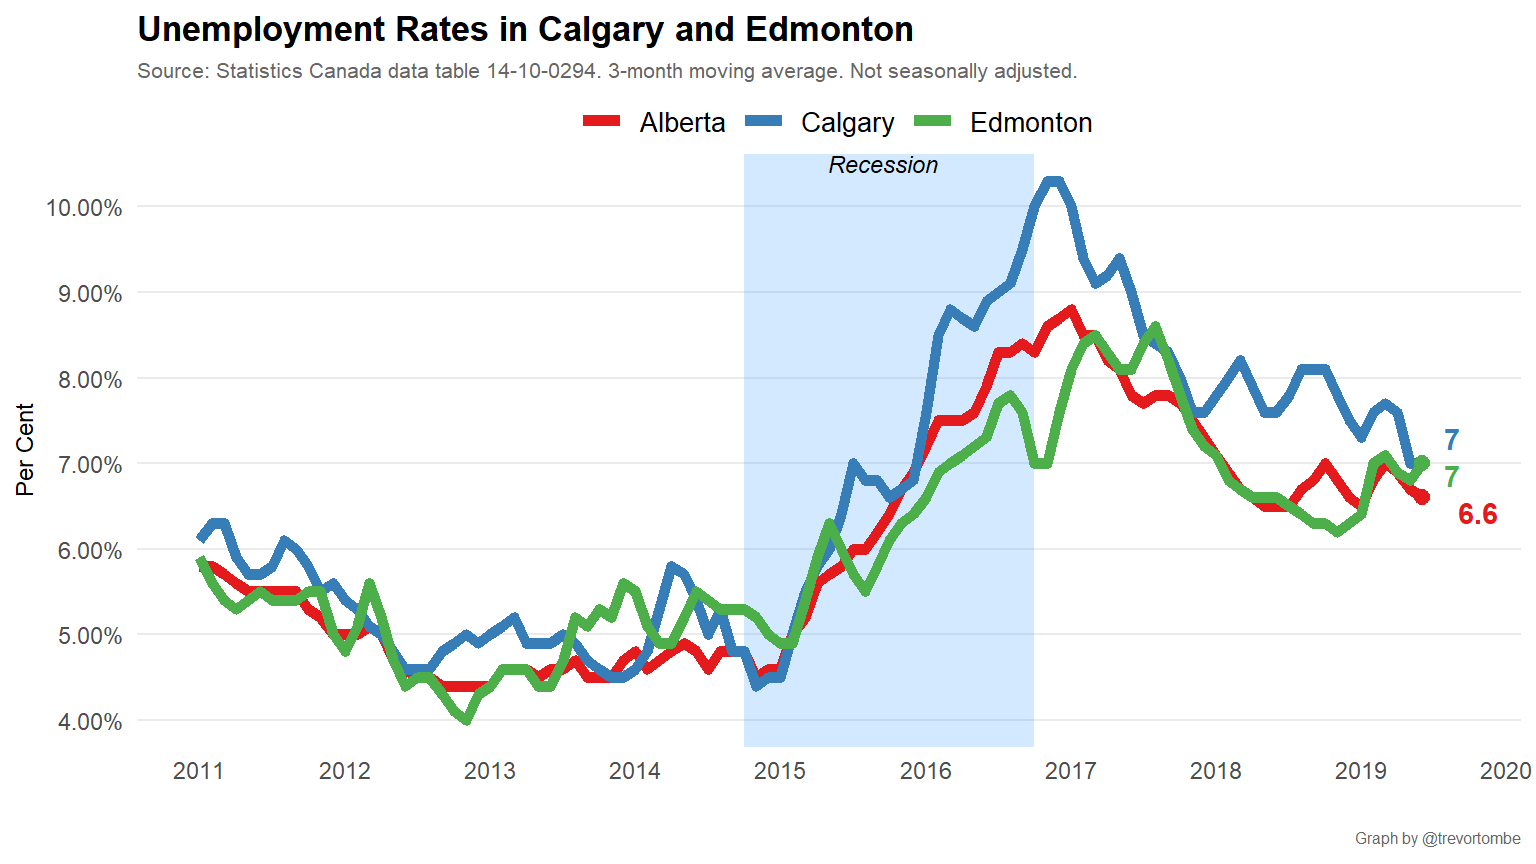 Unemployment Rates in Calgary and Edmonton
Source: Statistics Canada data table 14-10-0294. 3-month moving average. Not seasonally adjusted.
Alberta Calgary Edmonton
Recession
10.00%
9.00%
8.00%
7.00%
6.00%
5.00%
4.00%
Per Cent
7
7
6.6
2011 2012 2013 2014 2015 2016 2017 2018 2019 2020
Graph by @trevortombe